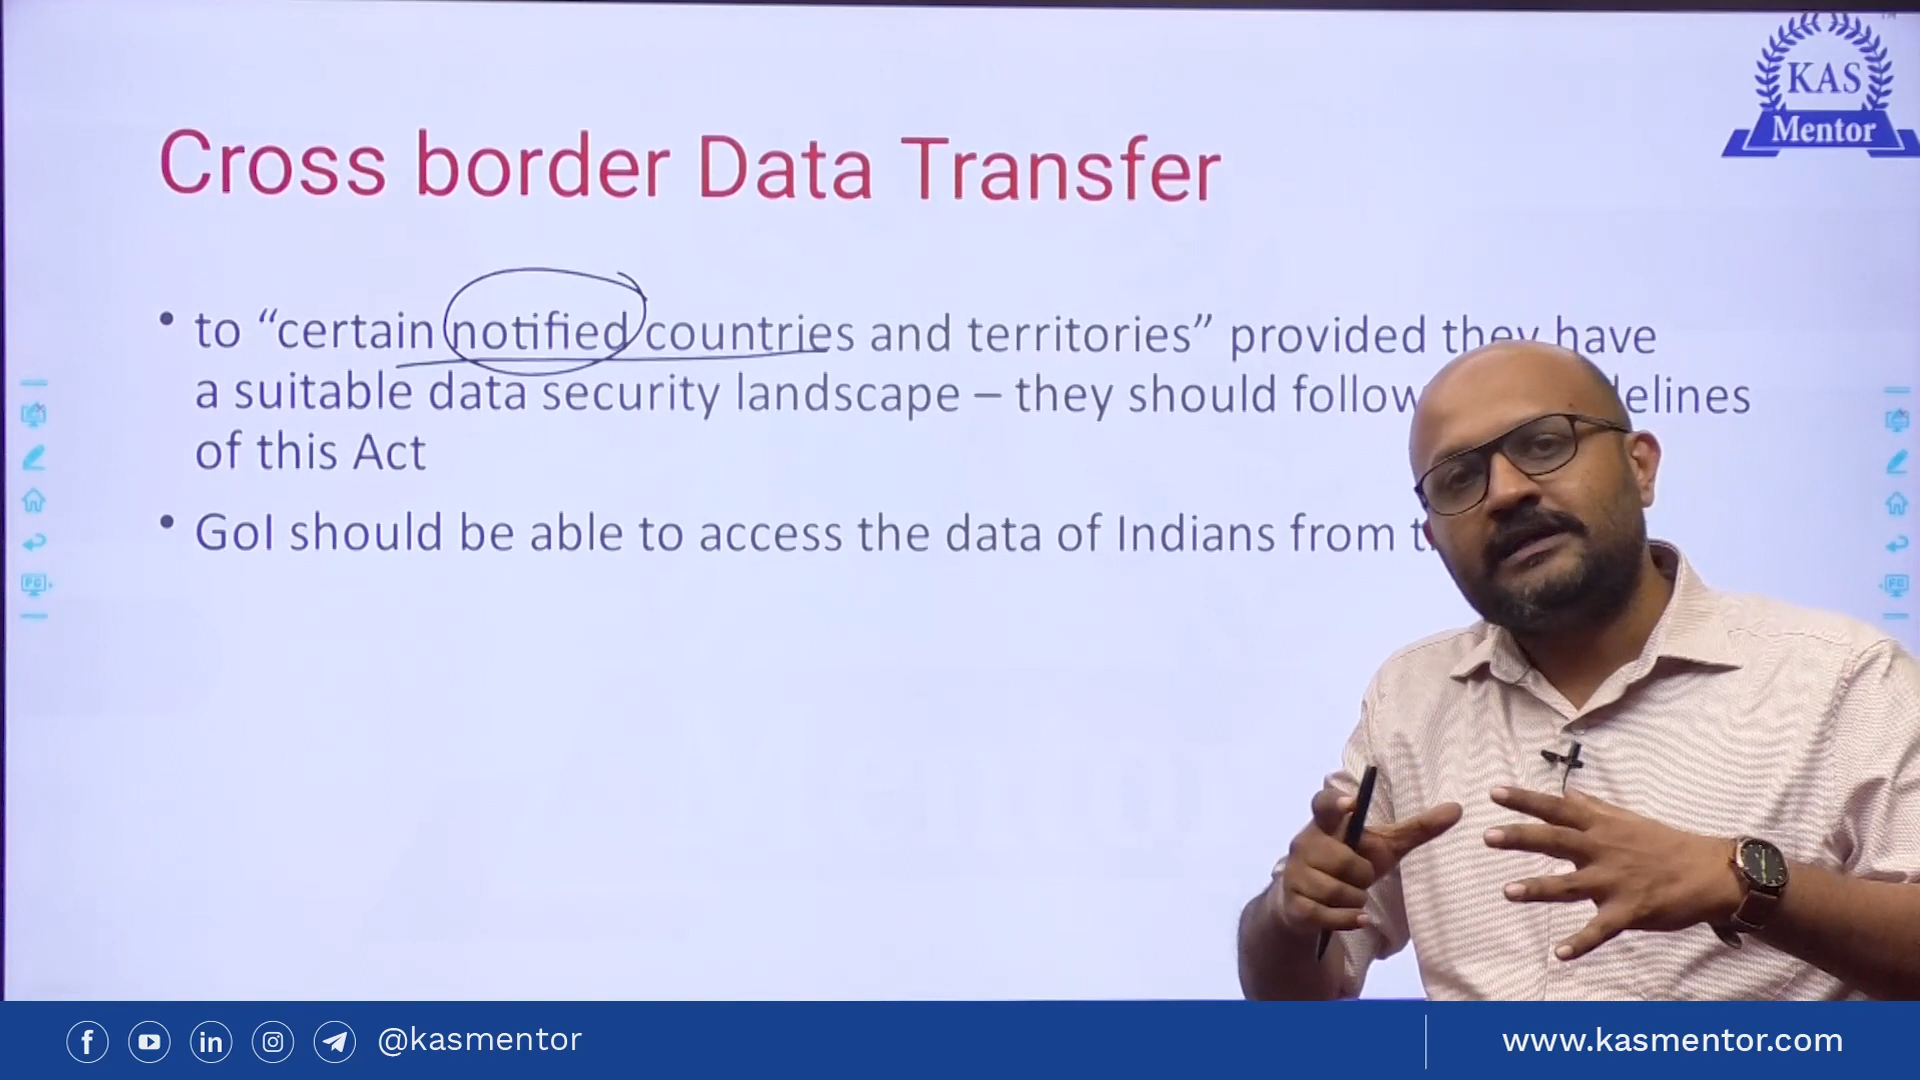 KAS
Mentor
Cross border Data Transfer
• to “certain notified countries and territories” provided they have
a suitable data security landscape – they should follow elines
of this Act
• GoI should be able to access the data of Indians from
@kasmentor
www.kasmentor.com